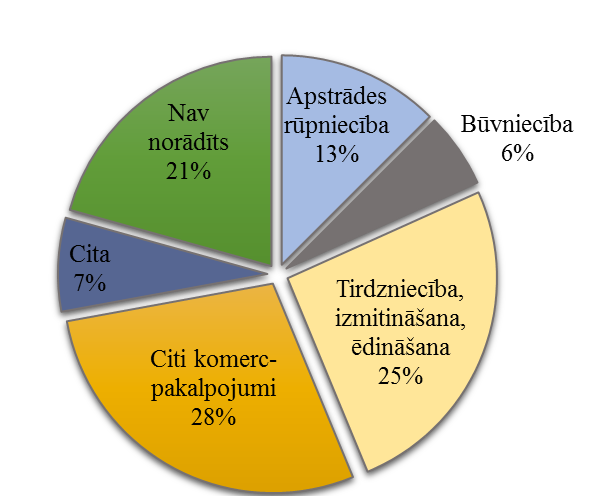 Apstrādes
rūpniecība
13%
Būvniecība
6%
Tirdzniecība,
izmitināšana,
ēdināšana
25%
Citi komerc-
pakalpojumi
28%
Cita
7%
Nav
norādīts
21%